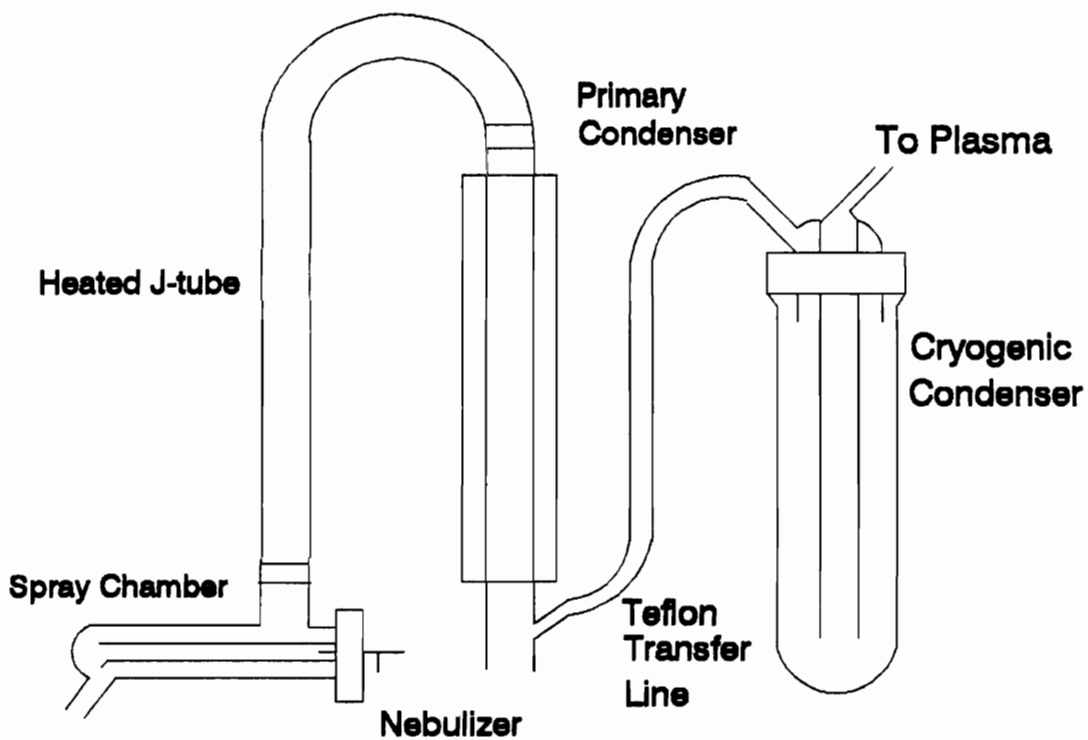 Primary
Condenser
To Plasma
Heated J-tube
Cryogenic
Condenser
Spray Chamber
Teflon
Transfer
Line
Nebulizer